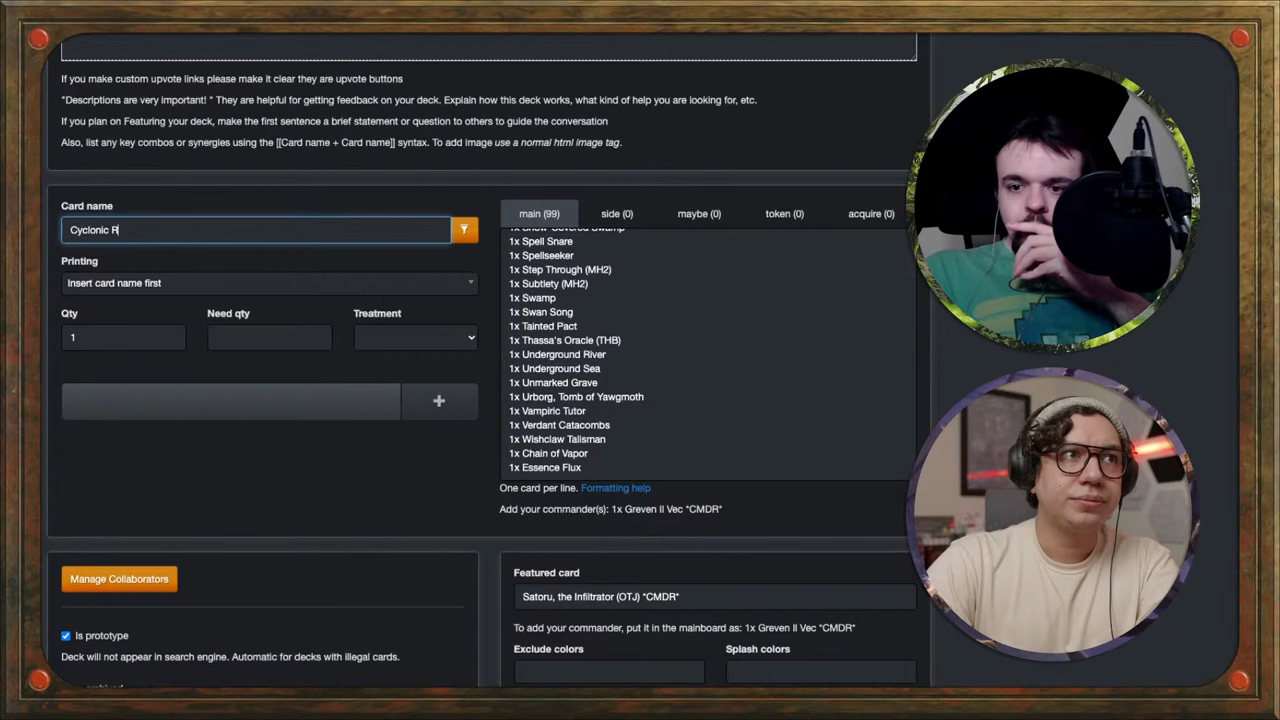 If you make custom upvote links please make it clear they are upvote buttons
"Descriptions are very important! " They are helpful for getting feedback on your deck. Explain how this deck works, what kind of help you are looking for, etc.
If you plan on Featuring your deck, make the first sentence a brief statement or question to others to guide the conversation
Also, list any key combos or synergies using the [[Card name + Card name]] syntax. To add image use a normal html image tag.
Card name
Cyclonic R
Printing
Insert card name first
Qty
Need qty
Treatment
1
+
main (99)
side (0)
maybe (0)
token (0)
acquire (0)
1x Snow-Covered Swamp
1x Spell Snare
1x Spellseeker
1x Step Through (MH2)
1x Subtlety (MH2)
1x Swamp
1x Swan Song
1x Tainted Pact
1x Thassa's Oracle (THB)
1x Underground River
1x Underground Sea
1x Unmarked Grave
1x Urborg, Tomb of Yawgmoth
1x Vampiric Tutor
1x Verdant Catacombs
1x Wishclaw Talisman
1x Chain of Vapor
1x Essence Flux
One card per line. Formatting help
Add your commander(s): 1x Greven Il Vec *CMDR*
Manage Collaborators
Is prototype
Deck will not appear in search engine. Automatic for decks with illegal cards.
Featured card
Satoru, the Infiltrator (OTJ) *CMDR*
To add your commander, put it in the mainboard as: 1x Greven Il Vec *CMDR*
Exclude colors
Splash colors